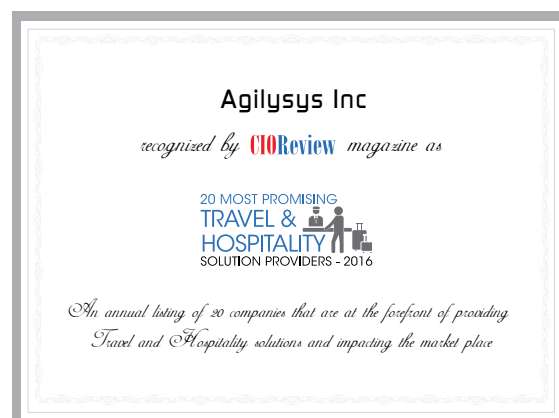 Agilysys Inc
recognized by CIOReview magazine as
20 MOST PROMISING
TRAVEL &
HOSPITALITY
SOLUTION PROVIDERS - 2016
An annual listing of 20 companies that are at the forefront of providing
Travel and Hospitality solutions and impacting the market place